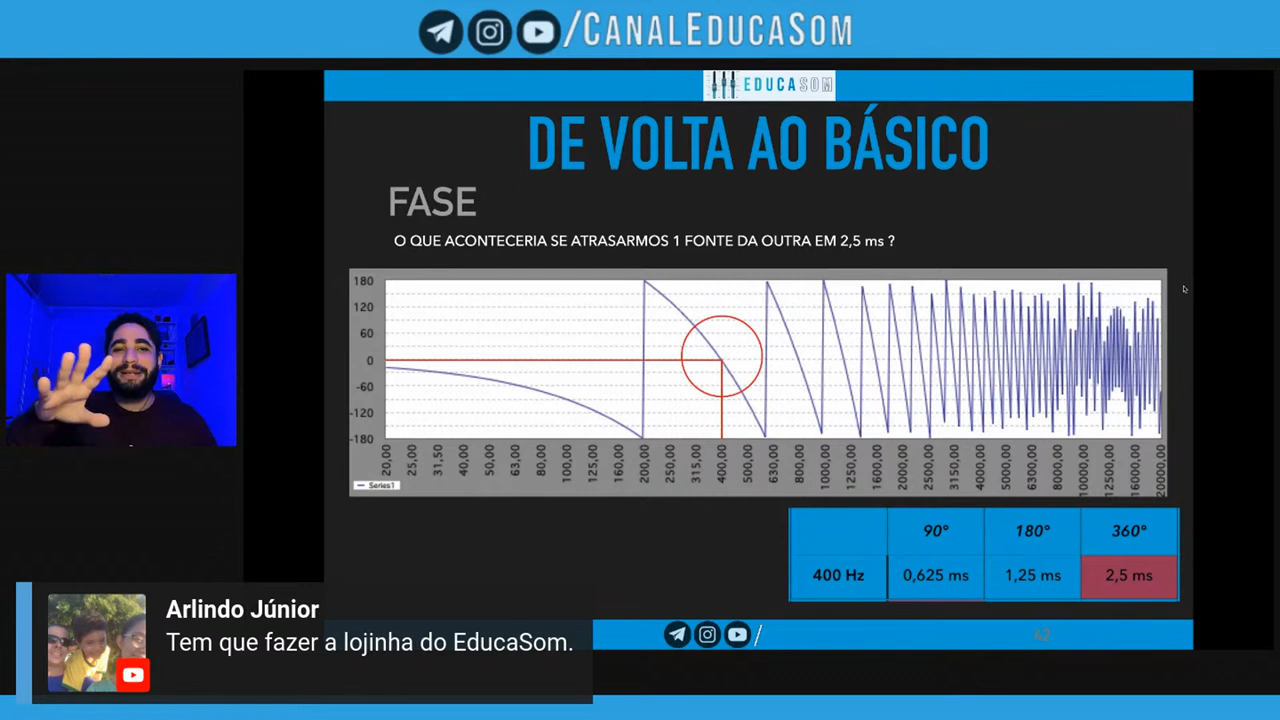 /CANALEDUCASOM
EDUCASOM
DE VOLTA AO BÁSICO
FASE
O QUE ACONTECERIA SE ATRASARMOS 1 FONTE DA OUTRA EM 2,5 ms ?
180
120
60
0
-60
-120
-180
20,00 25,00 31,50 40,00 50,00 63,00 80,00 100,00 125,00 160,00 200,00 250,00 315,00 400,00 500,00 630,00 800,00 1000,00 1250,00 1600,00 2000,00 2500,00 3150,00 4000,00 5000,00 6300,00 8000,00 10000,00 12500,00 16000,00 20000,00
Series1
90° 180° 360°
400 Hz 0,625 ms 1,25 ms 2,5 ms
Arlindo Júnior
Tem que fazer a lojinha do EducaSom.
/
42